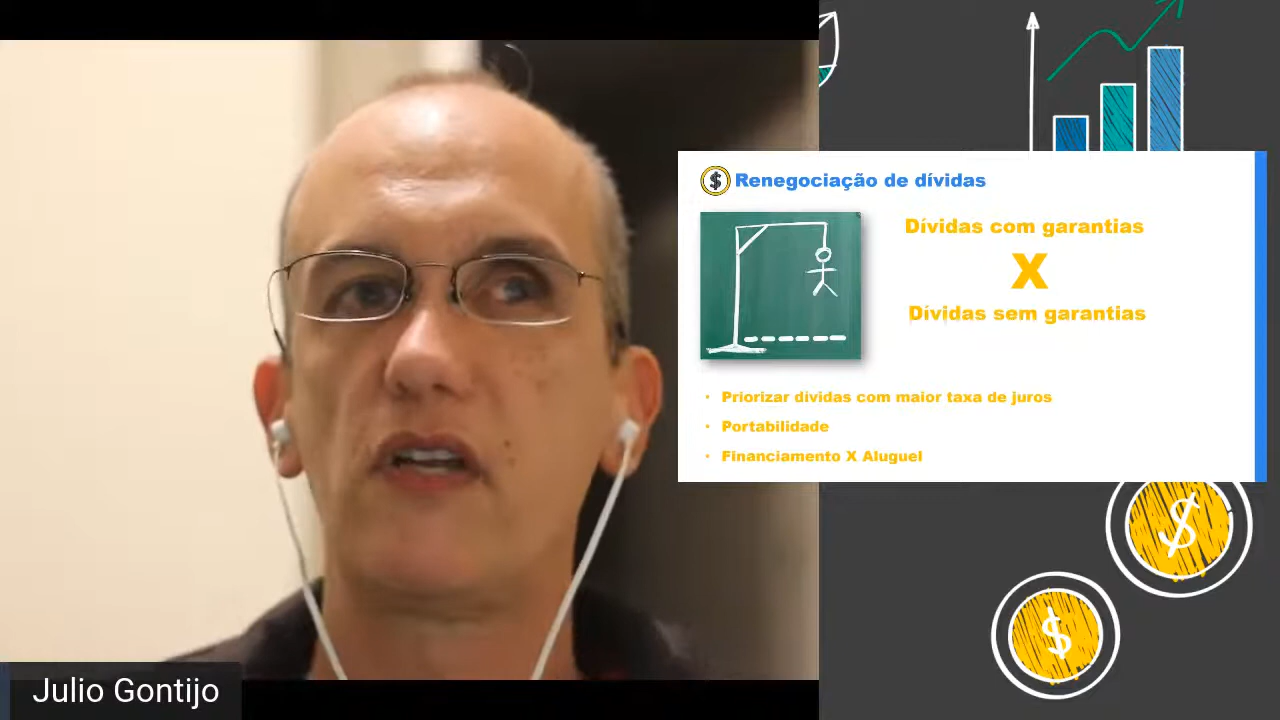 Renegociação de dívidas
Dívidas com garantias
X
Dívidas sem garantias
• Priorizar dívidas com maior taxa de juros
• Portabilidade
• Financiamento X Aluguel
Julio Gontijo